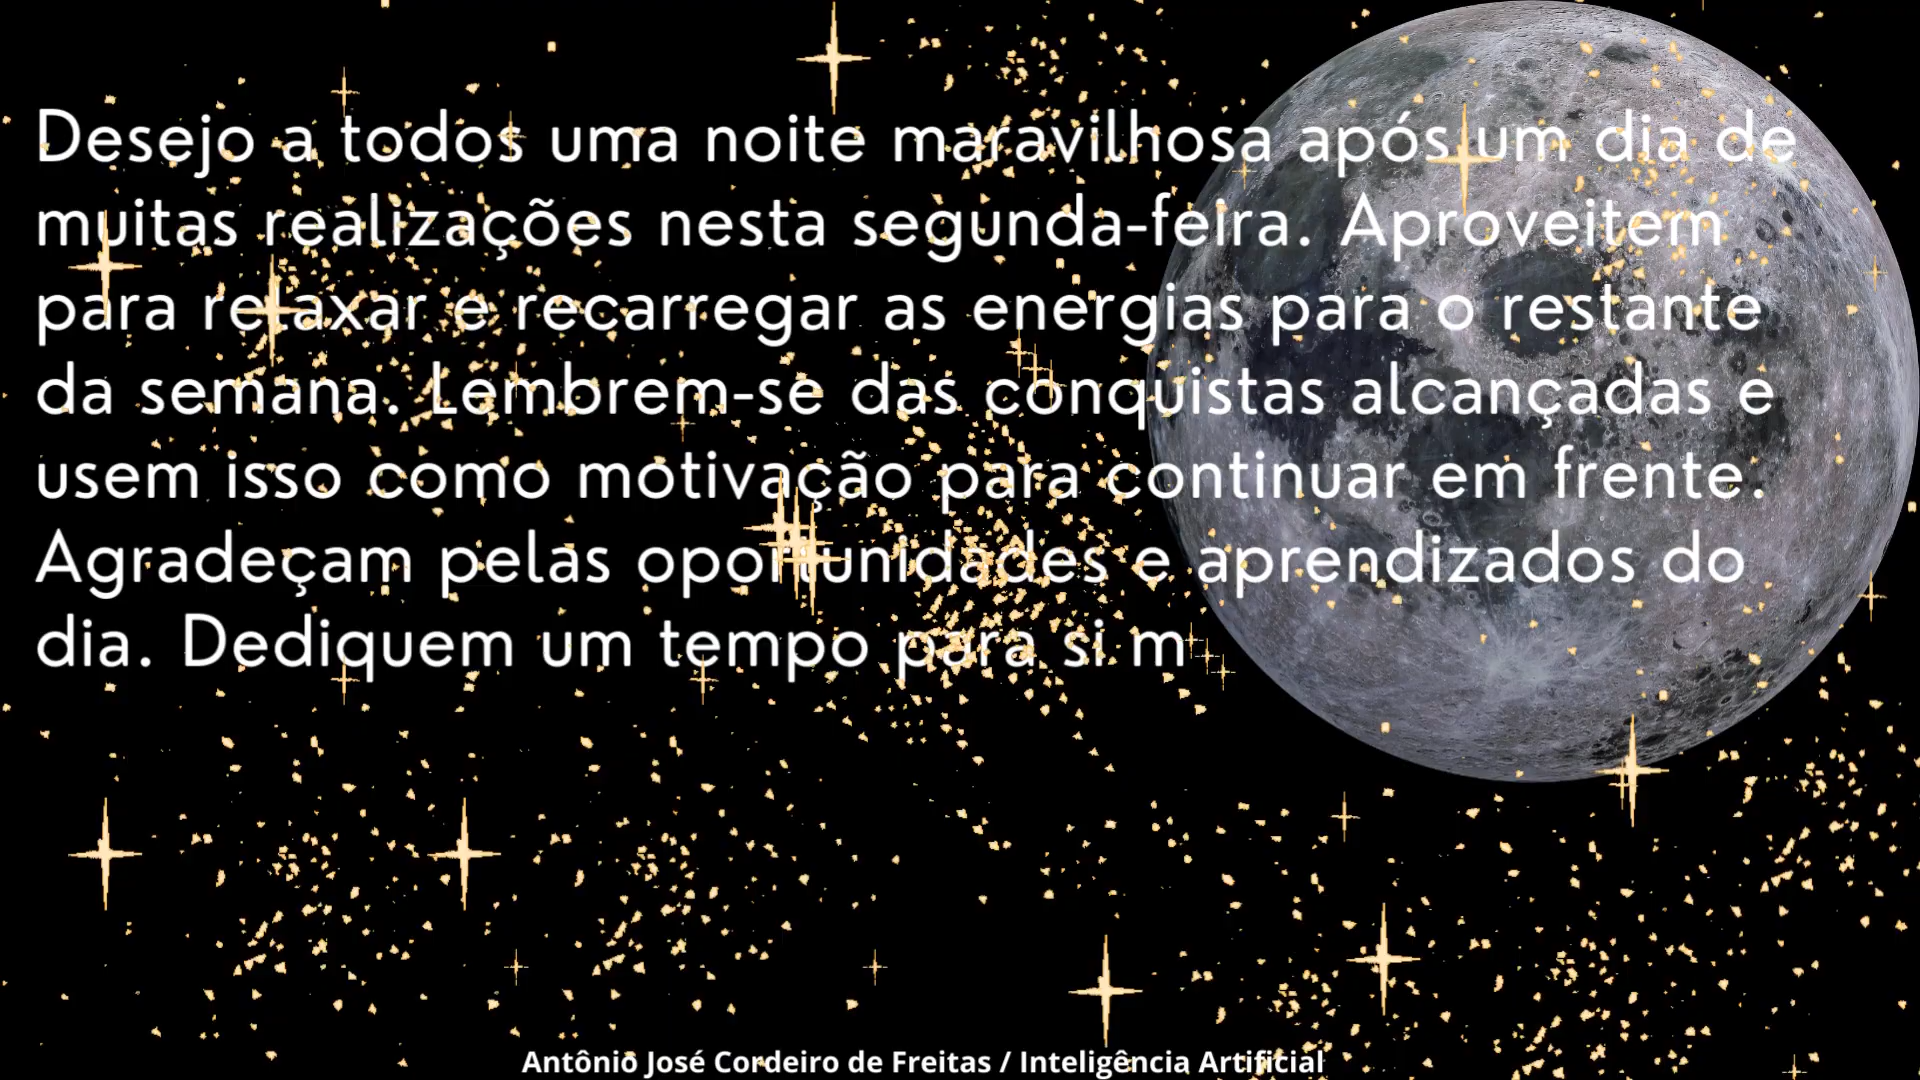 Desejo a todos uma noite maravilhosa após um dia de
muitas realizações nesta segunda-feira. Aproveitem
para relaxar e recarregar as energias para o restante
da semana. Lembrem-se das conquistas alcançadas e
usem isso como motivação para continuar em frente.
Agradeçam pelas oportunidades e aprendizados do
dia. Dediquem um tempo para si m
Antônio José Cordeiro de Freitas / Inteligência Artificial